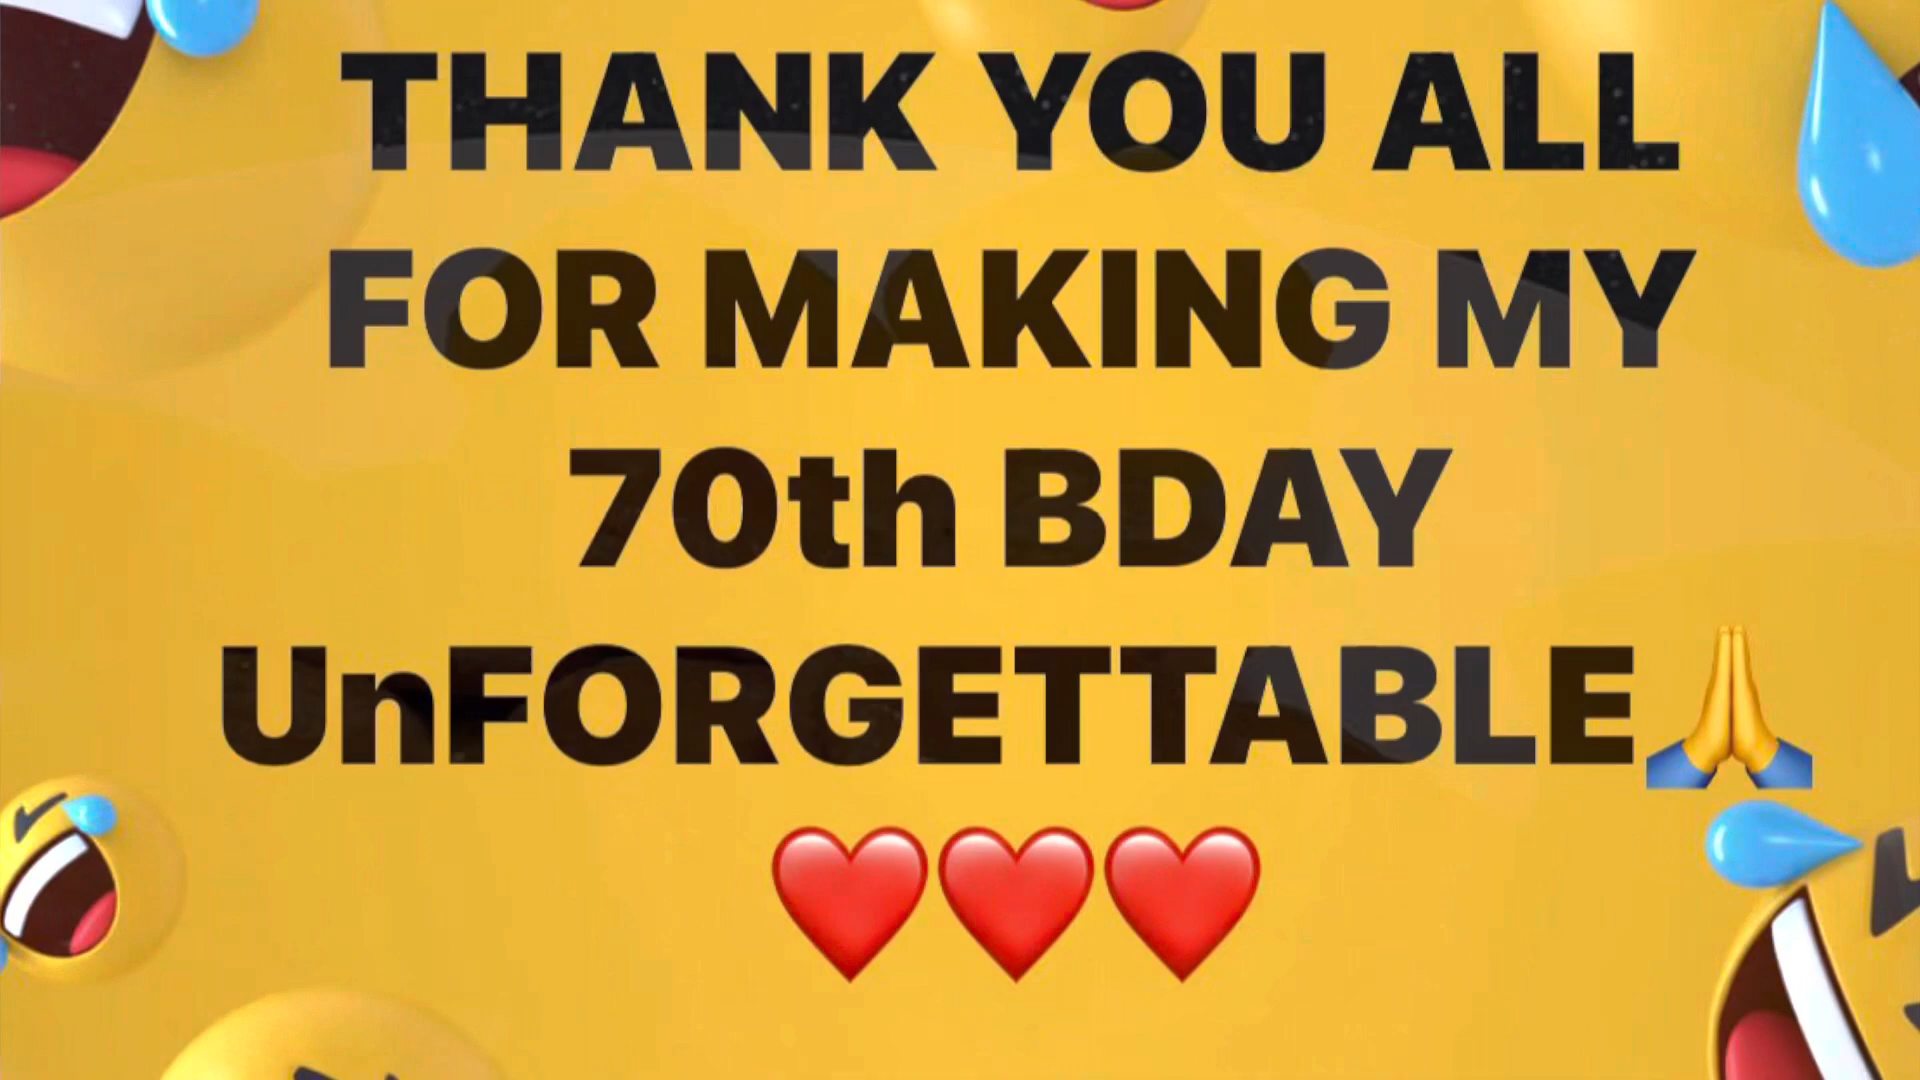 THANK YOU ALL
FOR MAKING MY
70th BDAY
UnFORGETTABLE🙏
❤️❤️❤️